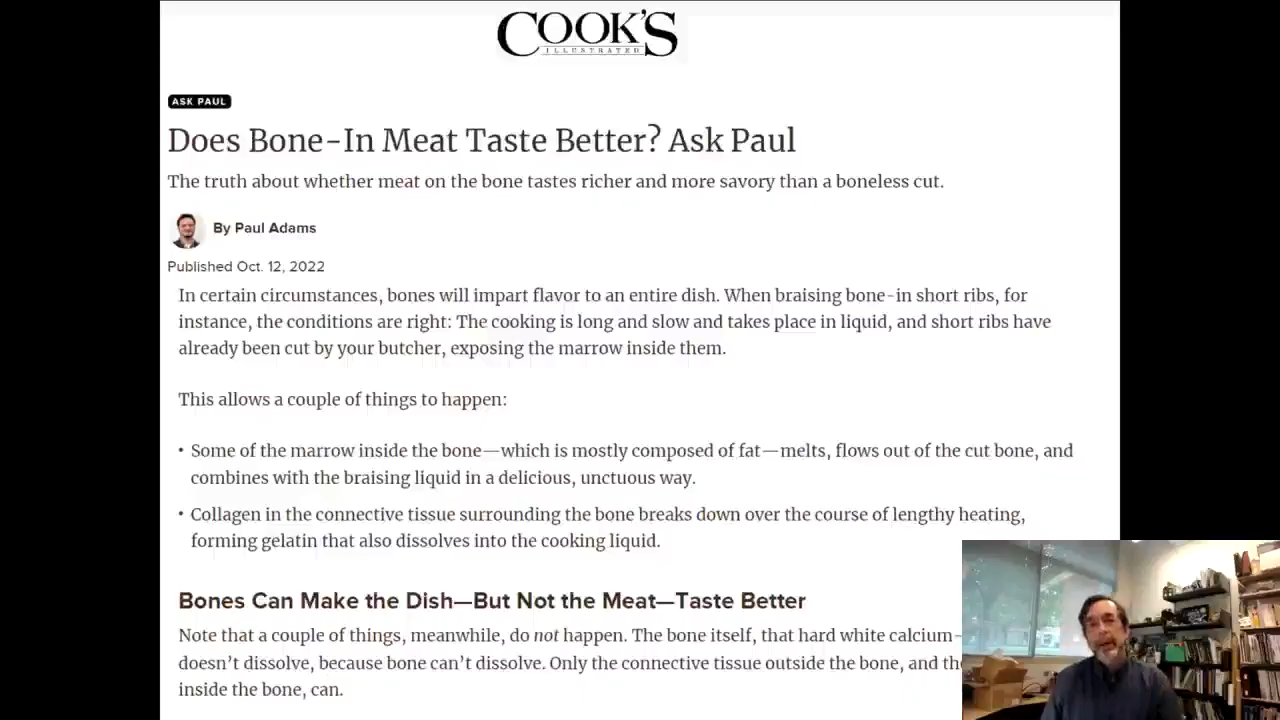 COOK'S
ILLUSTRATED
ASK PAUL
Does Bone-In Meat Taste Better? Ask Paul
The truth about whether meat on the bone tastes richer and more savory than a boneless cut.
By Paul Adams
Published Oct. 12, 2022
In certain circumstances, bones will impart flavor to an entire dish. When braising bone-in short ribs, for
instance, the conditions are right: The cooking is long and slow and takes place in liquid, and short ribs have
already been cut by your butcher, exposing the marrow inside them.
This allows a couple of things to happen:
• Some of the marrow inside the bone—which is mostly composed of fat—melts, flows out of the cut bone, and
combines with the braising liquid in a delicious, unctuous way.
• Collagen in the connective tissue surrounding the bone breaks down over the course of lengthy heating,
forming gelatin that also dissolves into the cooking liquid.
Bones Can Make the Dish—But Not the Meat—Taste Better
Note that a couple of things, meanwhile, do not happen. The bone itself, that hard white calcium-
doesn't dissolve, because bone can't dissolve. Only the connective tissue outside the bone, and
inside the bone, can.